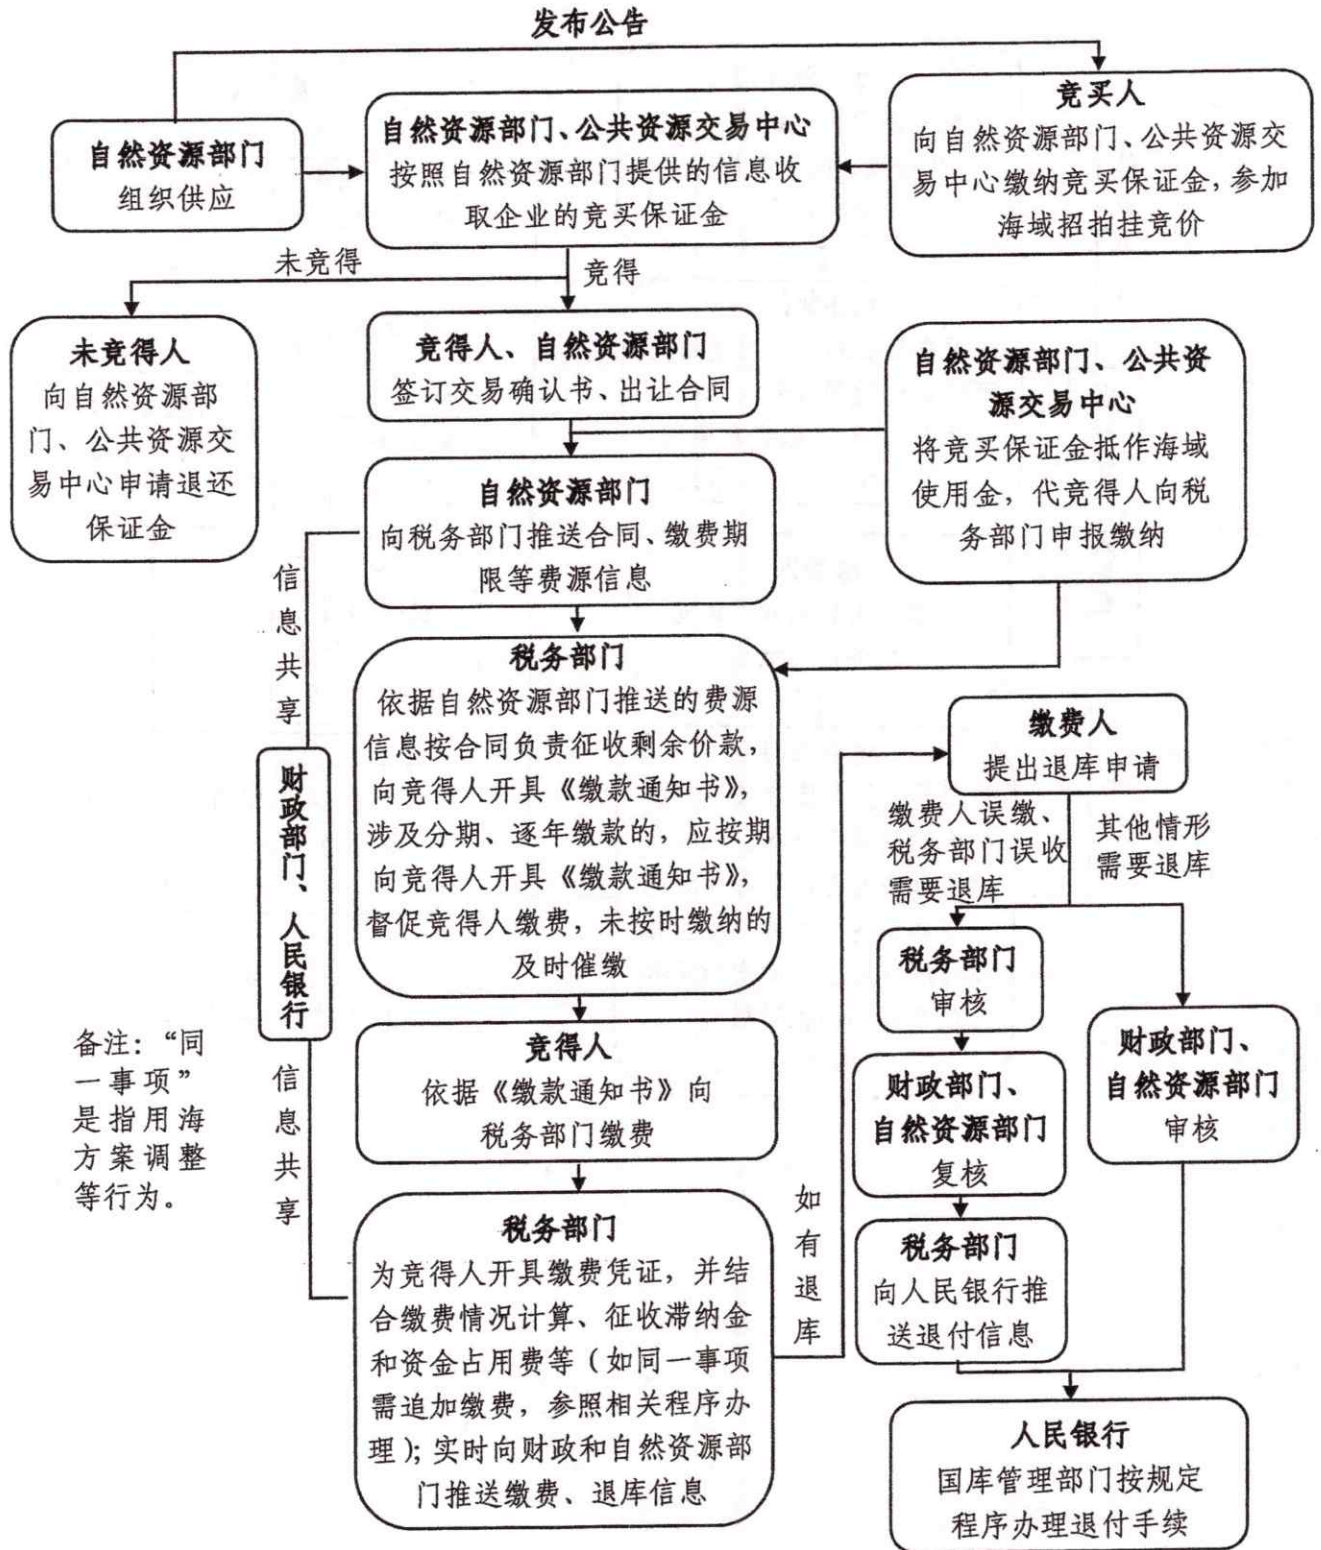 发布公告
自然资源部门
组织供应
自然资源部门、公共资源交易中心
按照自然资源部门提供的信息收
取企业的竞买保证金
竞买人
向自然资源部门、公共资源交
易中心缴纳竞买保证金，参加
海域招拍挂竞价
未竞得
竞得
未竞得人
向自然资源部
门、公共资源交
易中心申请退还
保证金
竞得人、自然资源部门
签订交易确认书、出让合同
自然资源部门、公共资
源交易中心
将竞买保证金抵作海域
使用金，代竞得人向税
务部门申报缴纳
自然资源部门
向税务部门推送合同、缴费期
限等费源信息
信息共享
税务部门
依据自然资源部门推送的费源
信息按合同负责征收剩余价款，
向竞得人开具《缴款通知书》，
涉及分期、逐年缴款的，应按期
向竞得人开具《缴款通知书》，
督促竞得人缴费，未按时缴纳的
及时催缴
财政部门、人民银行
信息共享
备注：“同
一事项”
是指用海
方案调整
等行为。
竞得人
依据《缴款通知书》向
税务部门缴费
税务部门
为竞得人开具缴费凭证，并结
合缴费情况计算、征收滞纳金
和资金占用费等（如同一事项
需追加缴费，参照相关程序办
理）；实时向财政和自然资源部
门推送缴费、退库信息
如有退库
缴费人
提出退库申请
缴费人误缴、
税务部门误收
需要退库
其他情形
需要退库
税务部门
审核
财政部门、
自然资源部门
复核
税务部门
向人民银行推
送退付信息
财政部门、
自然资源部门
审核
人民银行
国库管理部门按规定
程序办理退付手续